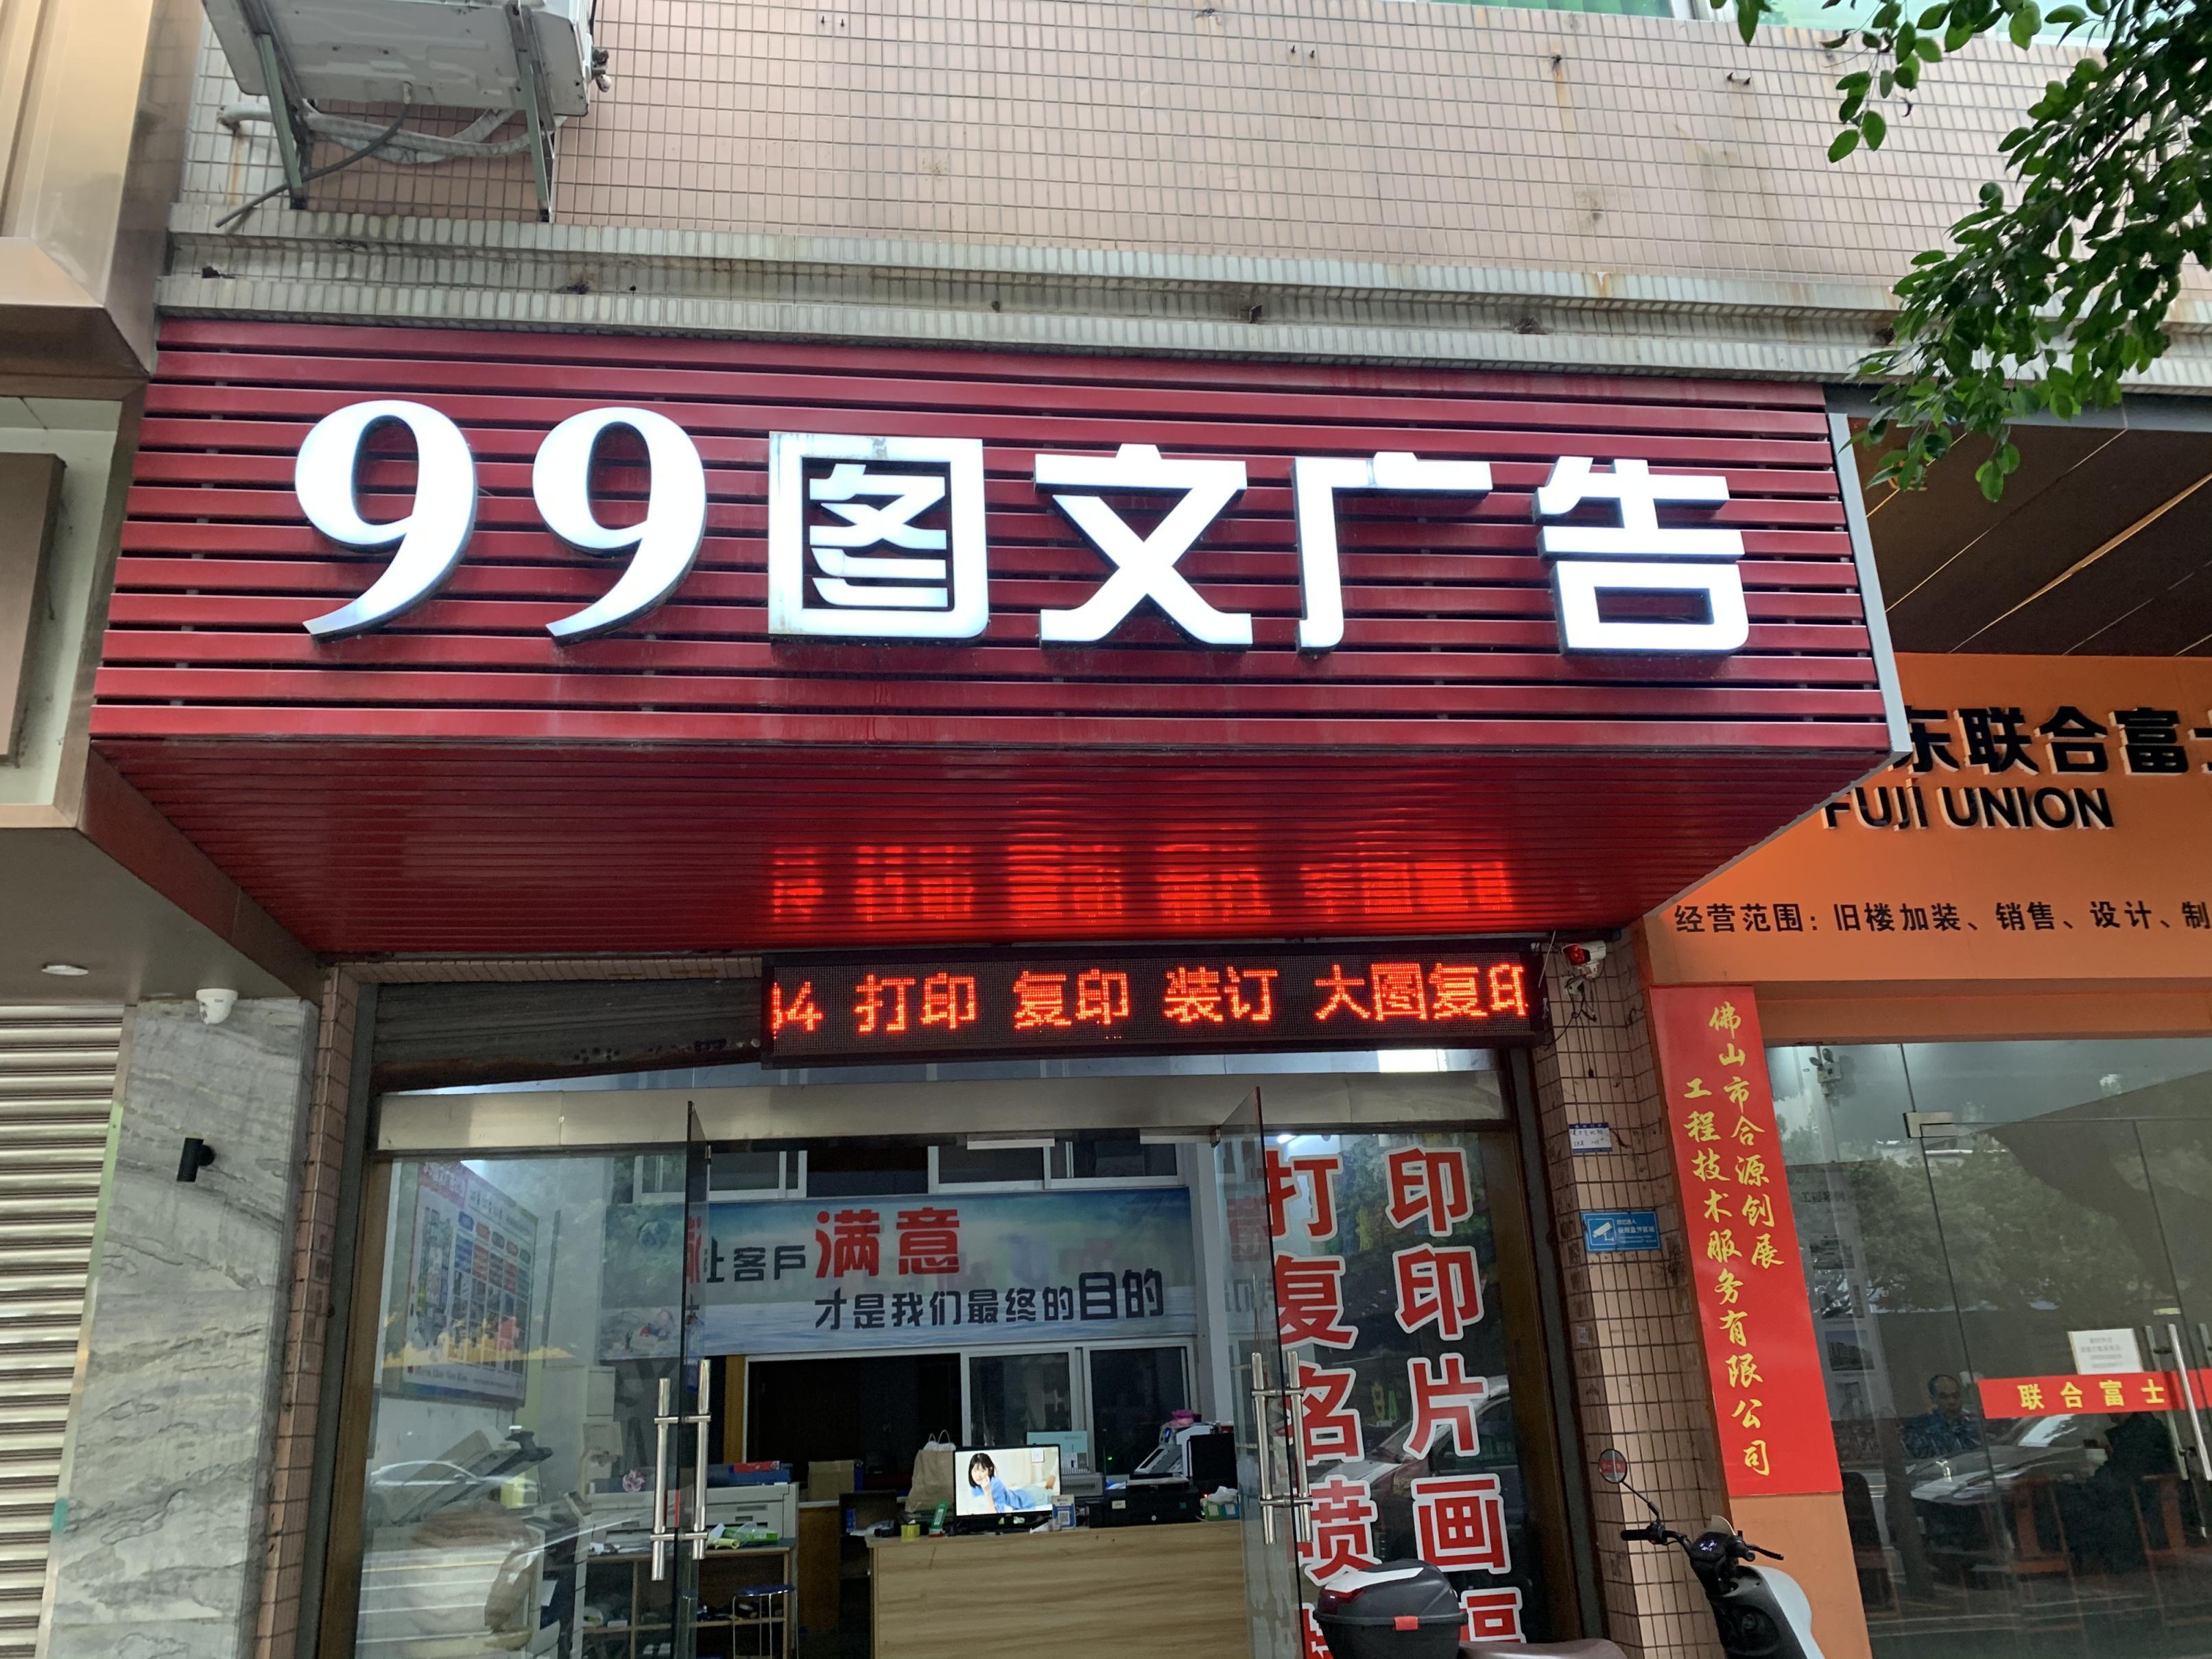 99图文广告
东联合富士
FUJI UNION
经营范围：旧楼加装、销售、设计、制
4 打印 复印 装订 大图复印
佛山市合源创展
工程技术服务有限公司
让客戶满意
才是我们最终的目的
打印
复印
名片
喷画
联合富士